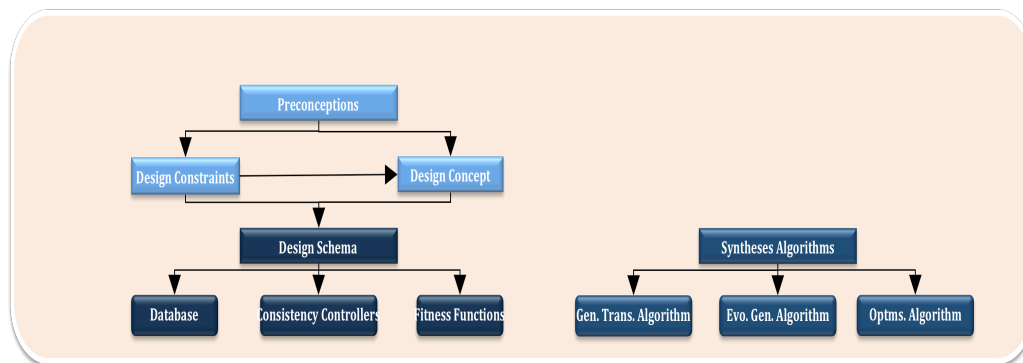 Preconceptions
Design Constraints
Design Concept
Design Schema
Syntheses Algorithms
Database
Consistency Controllers
Fitness Functions
Gen. Trans. Algorithm
Evo. Gen. Algorithm
Optms. Algorithm